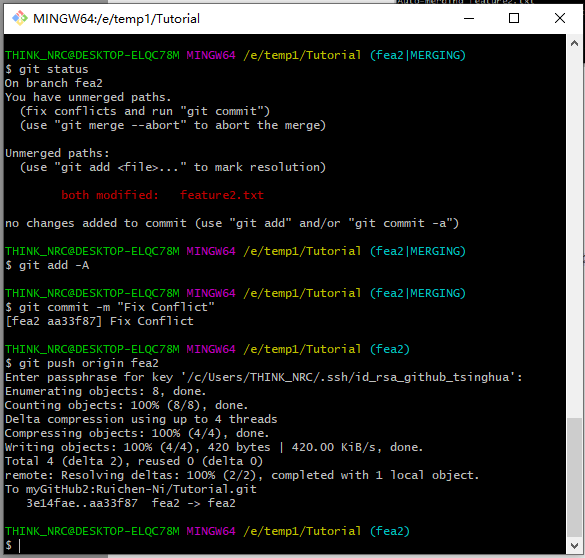 Auto-merging feature2.txt
MINGW64:/e/temp1/Tutorial
THINK_NRC@DESKTOP-ELQC78M MINGW64 /e/temp1/Tutorial (fea2|MERGING)
$ git status
On branch fea2
You have unmerged paths.
  (fix conflicts and run "git commit")
  (use "git merge --abort" to abort the merge)
Unmerged paths:
  (use "git add <file>..." to mark resolution)
        both modified:   feature2.txt
no changes added to commit (use "git add" and/or "git commit -a")
THINK_NRC@DESKTOP-ELQC78M MINGW64 /e/temp1/Tutorial (fea2|MERGING)
$ git add -A
THINK_NRC@DESKTOP-ELQC78M MINGW64 /e/temp1/Tutorial (fea2|MERGING)
$ git commit -m "Fix Conflict"
[fea2 aa33f87] Fix Conflict
THINK_NRC@DESKTOP-ELQC78M MINGW64 /e/temp1/Tutorial (fea2)
$ git push origin fea2
Enter passphrase for key '/c/Users/THINK_NRC/.ssh/id_rsa_github_tsinghua':
Enumerating objects: 8, done.
Counting objects: 100% (8/8), done.
Delta compression using up to 4 threads
Compressing objects: 100% (4/4), done.
Writing objects: 100% (4/4), 420 bytes | 420.00 KiB/s, done.
Total 4 (delta 2), reused 0 (delta 0)
remote: Resolving deltas: 100% (2/2), completed with 1 local object.
To myGitHub2:Ruichen-Ni/Tutorial.git
   3e14fae..aa33f87  fea2 -> fea2
THINK_NRC@DESKTOP-ELQC78M MINGW64 /e/temp1/Tutorial (fea2)
$